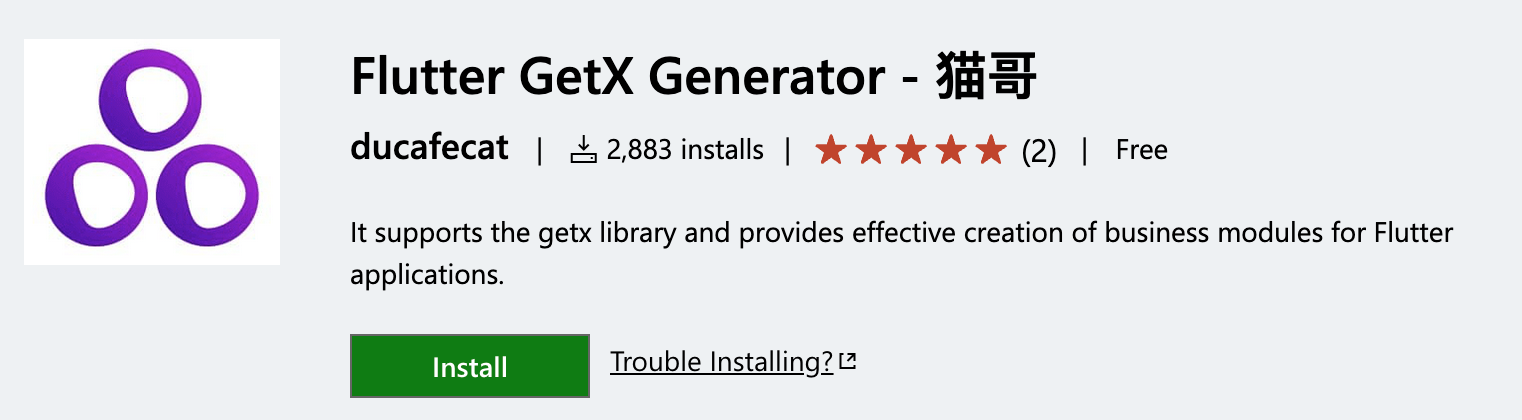 Flutter GetX Generator - 猫哥
ducafecat | 2,883 installs | ★★★★★ (2) | Free
It supports the getx library and provides effective creation of business modules for Flutter
applications.
Install Trouble Installing?